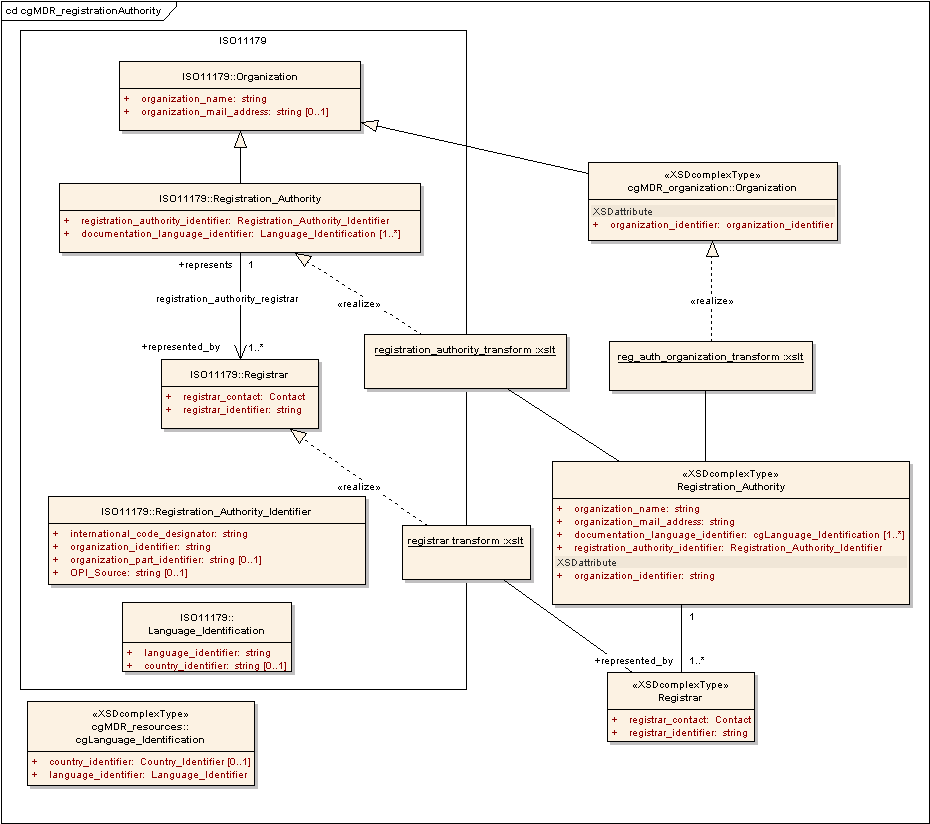 cd cgMDR_registrationAuthority
ISO11179
ISO11179::Organization
+ organization_name: string
+ organization_mail_address: string [0..1]
«XSDcomplexType»
cgMDR_organization::Organization
XSDattribute
+ organization_identifier: organization_identifier
ISO11179::Registration_Authority
+ registration_authority_identifier: Registration_Authority_Identifier
+ documentation_language_identifier: Language_Identification [1..*]
+represents 1
«realize»
«realize»
registration_authority_registrar
+represented_by 1..*
registration_authority_transform :xslt
reg_auth_organization_transform :xslt
ISO11179::Registrar
+ registrar_contact: Contact
+ registrar_identifier: string
«realize»
«XSDcomplexType»
Registration_Authority
+ organization_name: string
+ organization_mail_address: string
+ documentation_language_identifier: cgLanguage_Identification [1..*]
+ registration_authority_identifier: Registration_Authority_Identifier
XSDattribute
+ organization_identifier: string
ISO11179::Registration_Authority_Identifier
+ international_code_designator: string
+ organization_identifier: string
+ organization_part_identifier: string [0..1]
+ OPI_Source: string [0..1]
registrar transform :xslt
ISO11179::
Language_Identification
+ language_identifier: string
+ country_identifier: string [0..1]
1
+represented_by 1..*
«XSDcomplexType»
Registrar
+ registrar_contact: Contact
+ registrar_identifier: string
«XSDcomplexType»
cgMDR_resources::
cgLanguage_Identification
+ country_identifier: Country_Identifier [0..1]
+ language_identifier: Language_Identifier